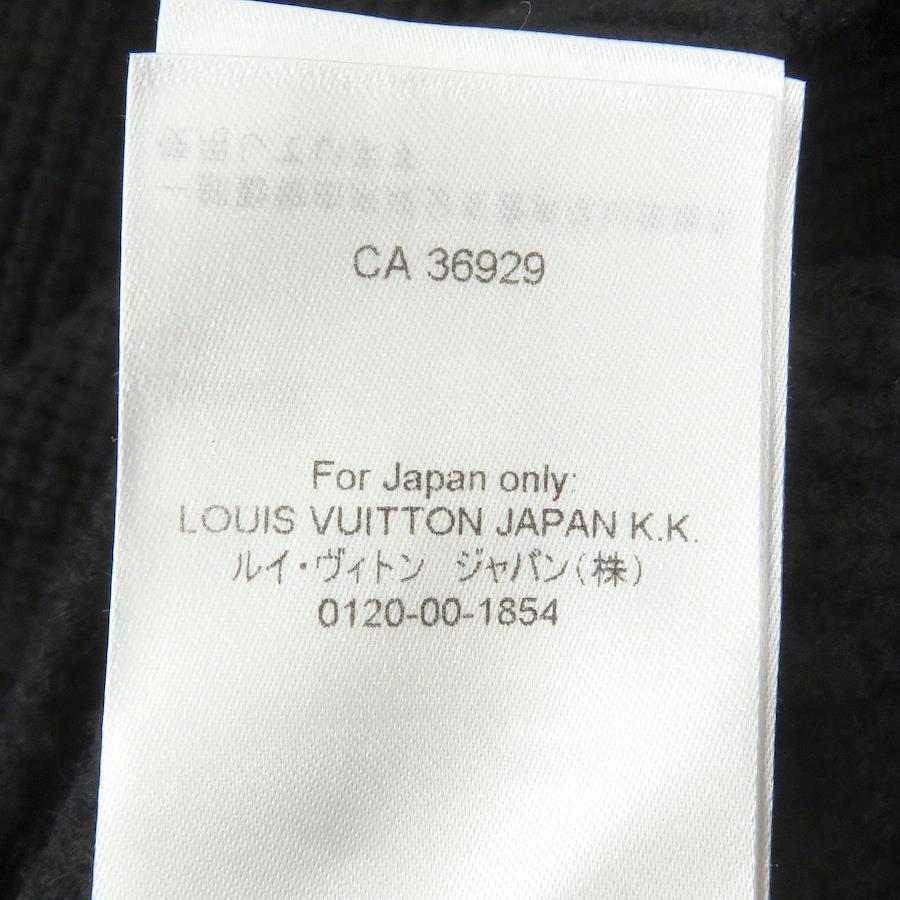 CA 36929
For Japan only:
LOUIS VUITTON JAPAN K.K.
ルイ・ヴィトン ジャパン(株)
0120-00-1854